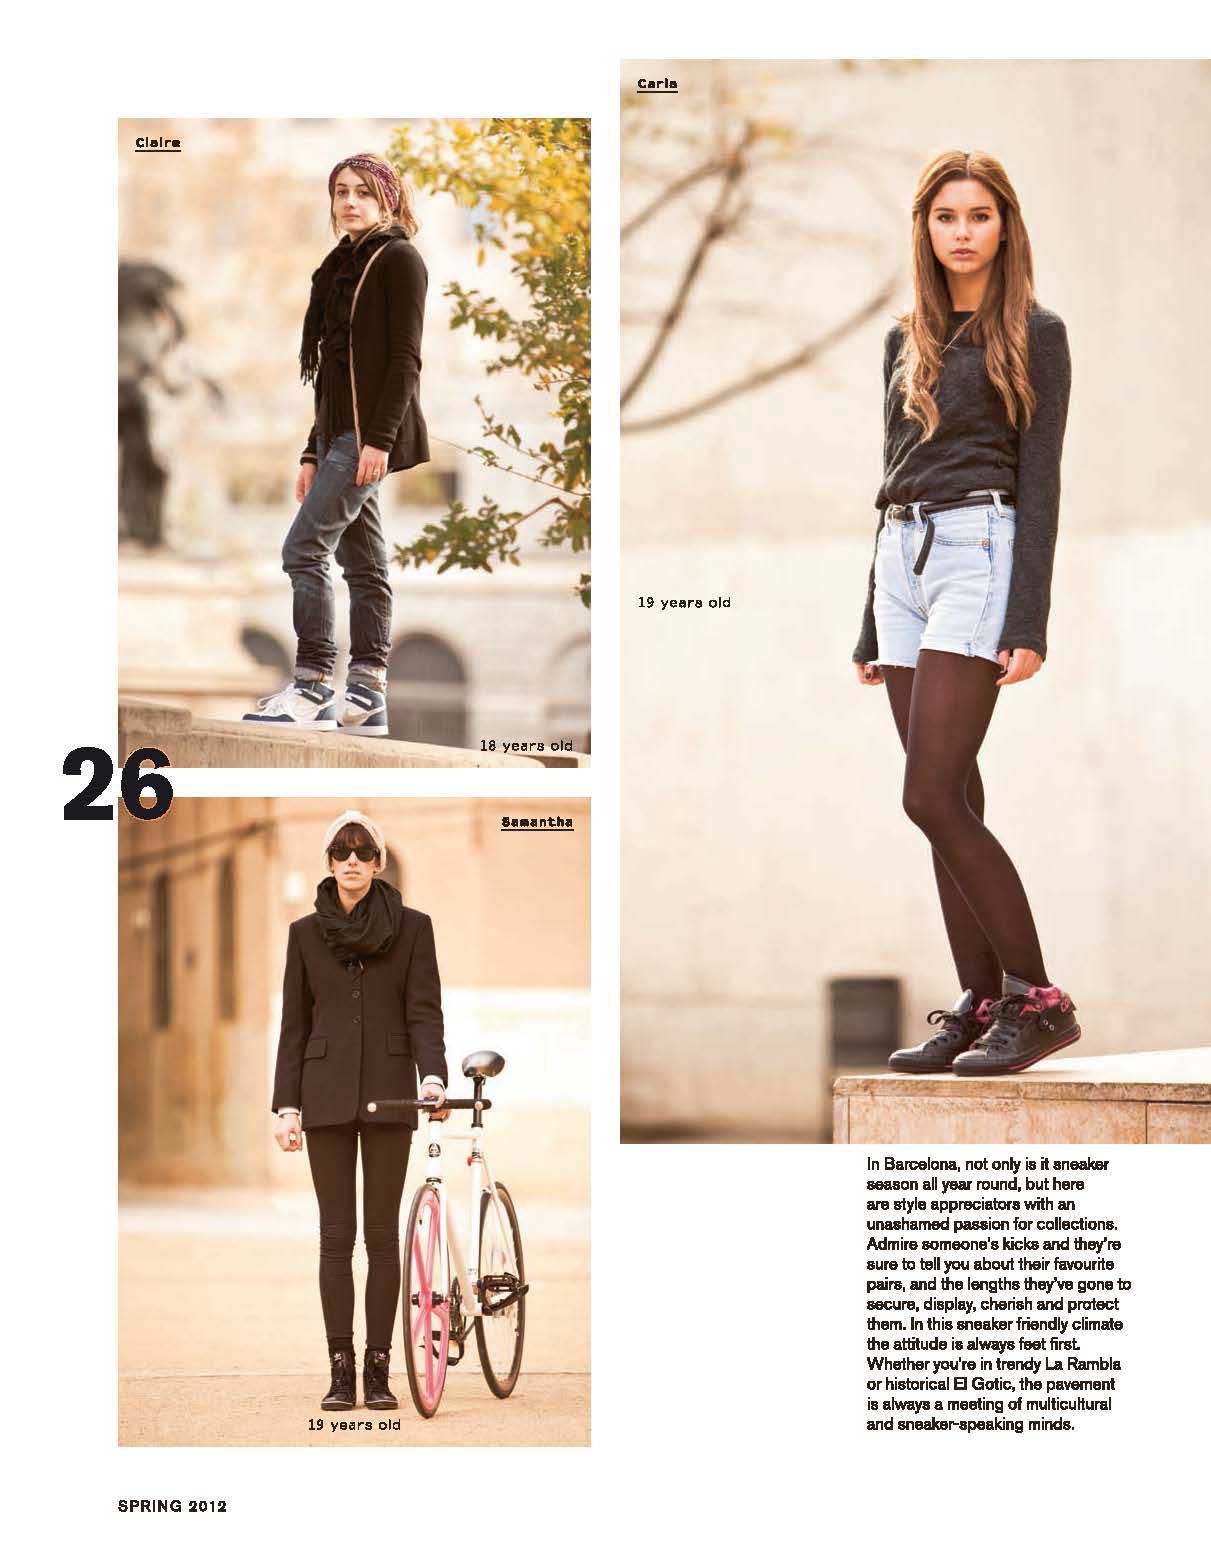 Carla
Claire
19 years old
18 years old
26
Samantha
In Barcelona, not only is it sneaker
season all year round, but here
are style appreciators with an
unashamed passion for collections.
Admire someone's kicks and they're
sure to tell you about their favourite
pairs, and the lengths they've gone to
secure, display, cherish and protect
them. In this sneaker friendly climate
the attitude is always feet first.
Whether you're in trendy La Rambla
or historical El Gotic, the pavement
is always a meeting of multicultural
and sneaker-speaking minds.
19 years old
SPRING 2012